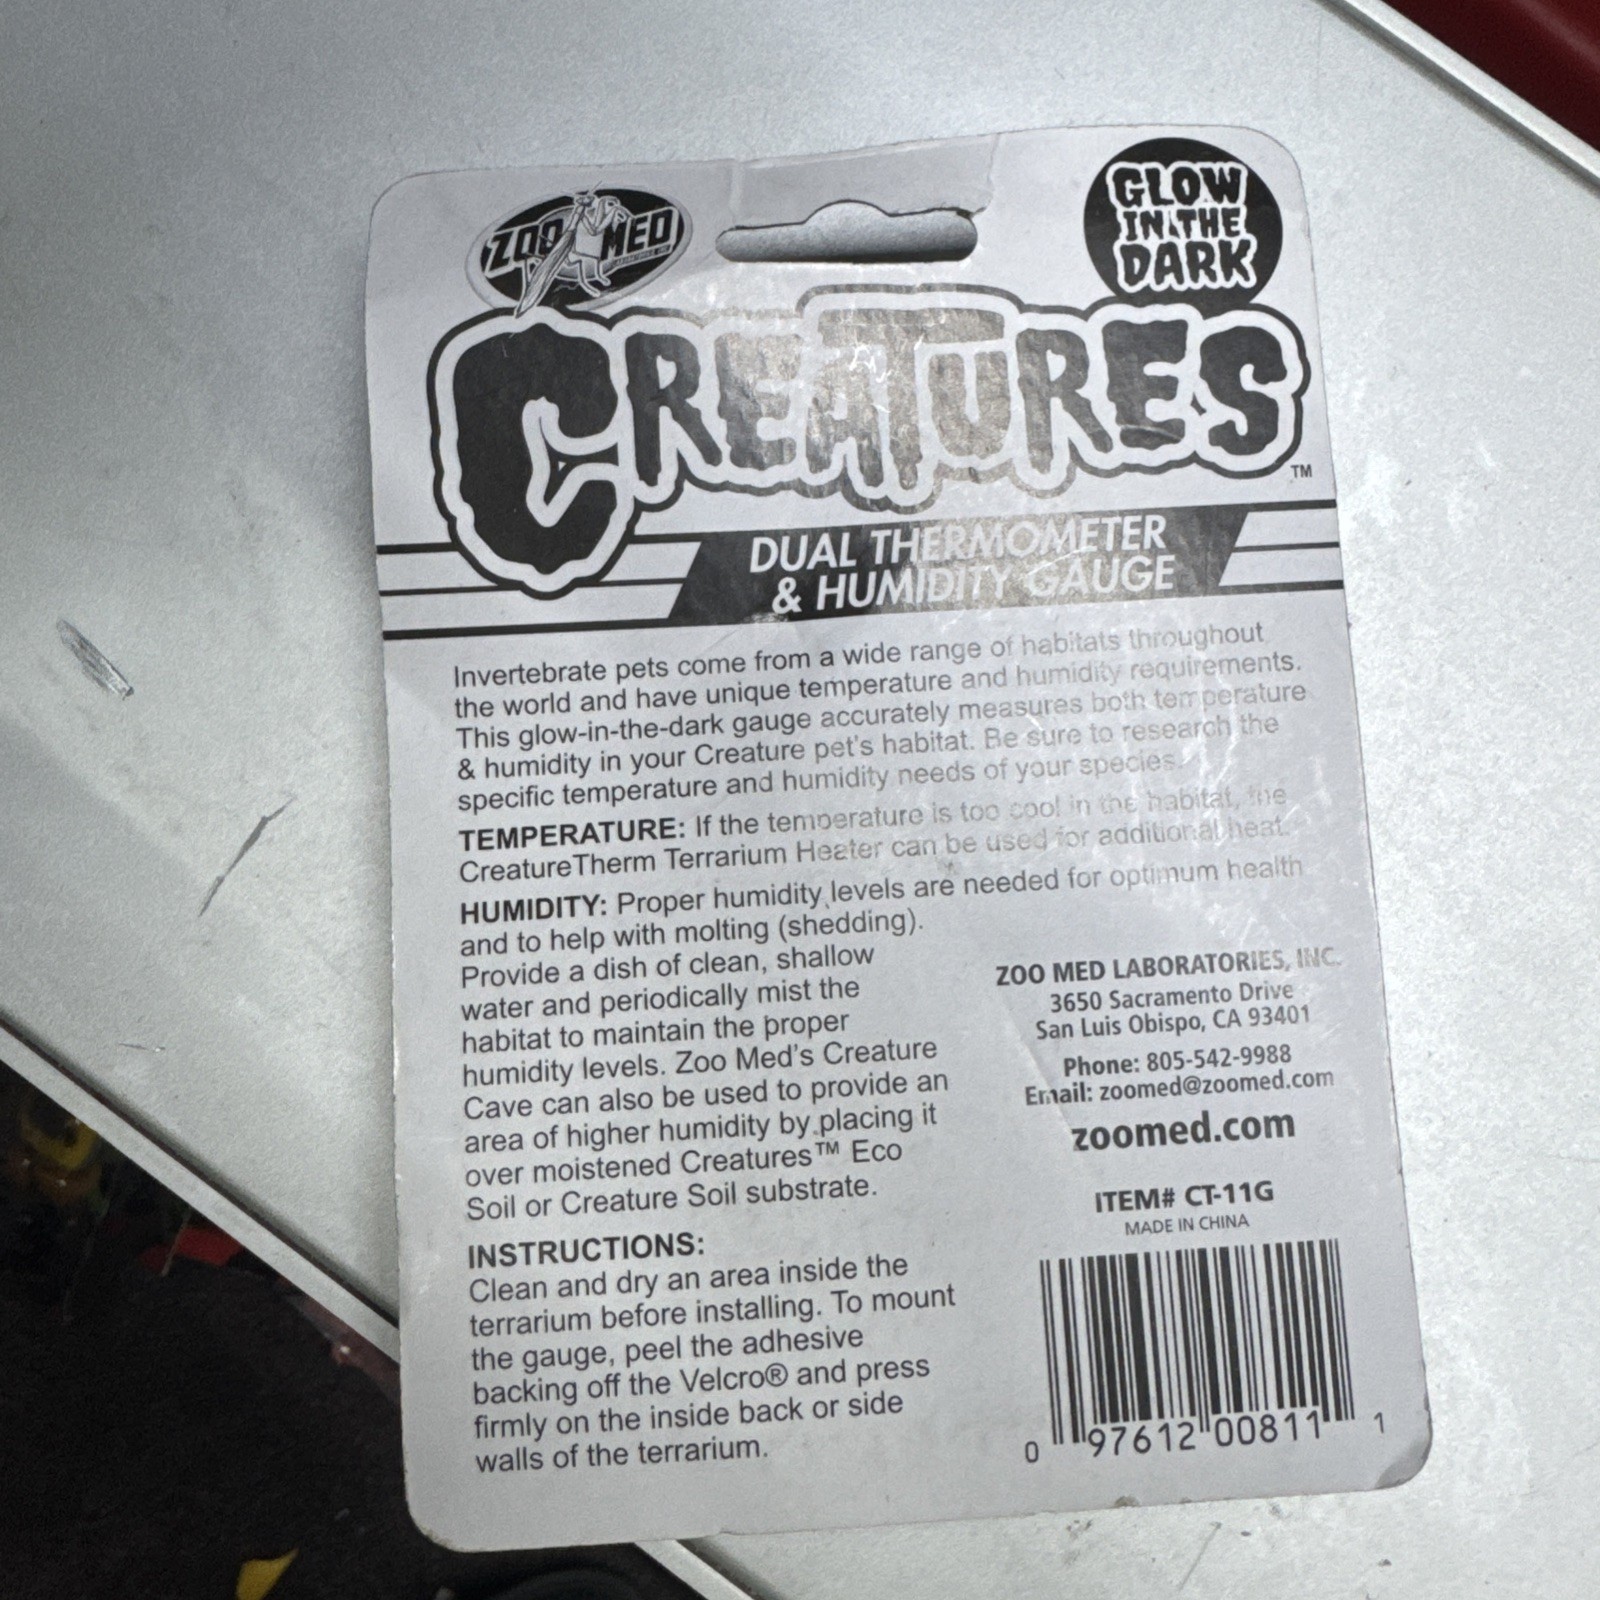 ZOO MED
GLOW
IN THE
DARK
CREATURES™
DUAL THERMOMETER
& HUMIDITY GAUGE
Invertebrate pets come from a wide range of habitats throughout
the world and have unique temperature and humidity requirements.
This glow-in-the-dark gauge accurately measures both temperature
& humidity in your Creature pet's habitat. Be sure to research the
specific temperature and humidity needs of your species.
TEMPERATURE: If the temperature is too cool in the habitat, the
CreatureTherm Terrarium Heater can be used for additional heat.
HUMIDITY: Proper humidity levels are needed for optimum health
and to help with molting (shedding).
Provide a dish of clean, shallow
water and periodically mist the
habitat to maintain the proper
humidity levels. Zoo Med's Creature
Cave can also be used to provide an
area of higher humidity by placing it
over moistened Creatures™ Eco
Soil or Creature Soil substrate.
INSTRUCTIONS:
Clean and dry an area inside the
terrarium before installing. To mount
the gauge, peel the adhesive
backing off the Velcro® and press
firmly on the inside back or side
walls of the terrarium.
ZOO MED LABORATORIES, INC.
3650 Sacramento Drive
San Luis Obispo, CA 93401
Phone: 805-542-9988
Email: zoomed@zoomed.com
zoomed.com
ITEM# CT-11G
MADE IN CHINA
0 97612 00811 1